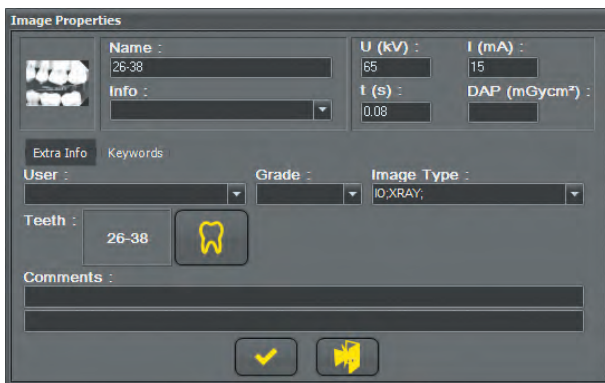 Image Properties
Name : U (kV) : I (mA) :
26-38 65 15
Info : t (s) : DAP (mGycm²) :
0.08
Extra Info Keywords
User : Grade : Image Type :
IO;XRAY;
Teeth :
26-38
Comments :